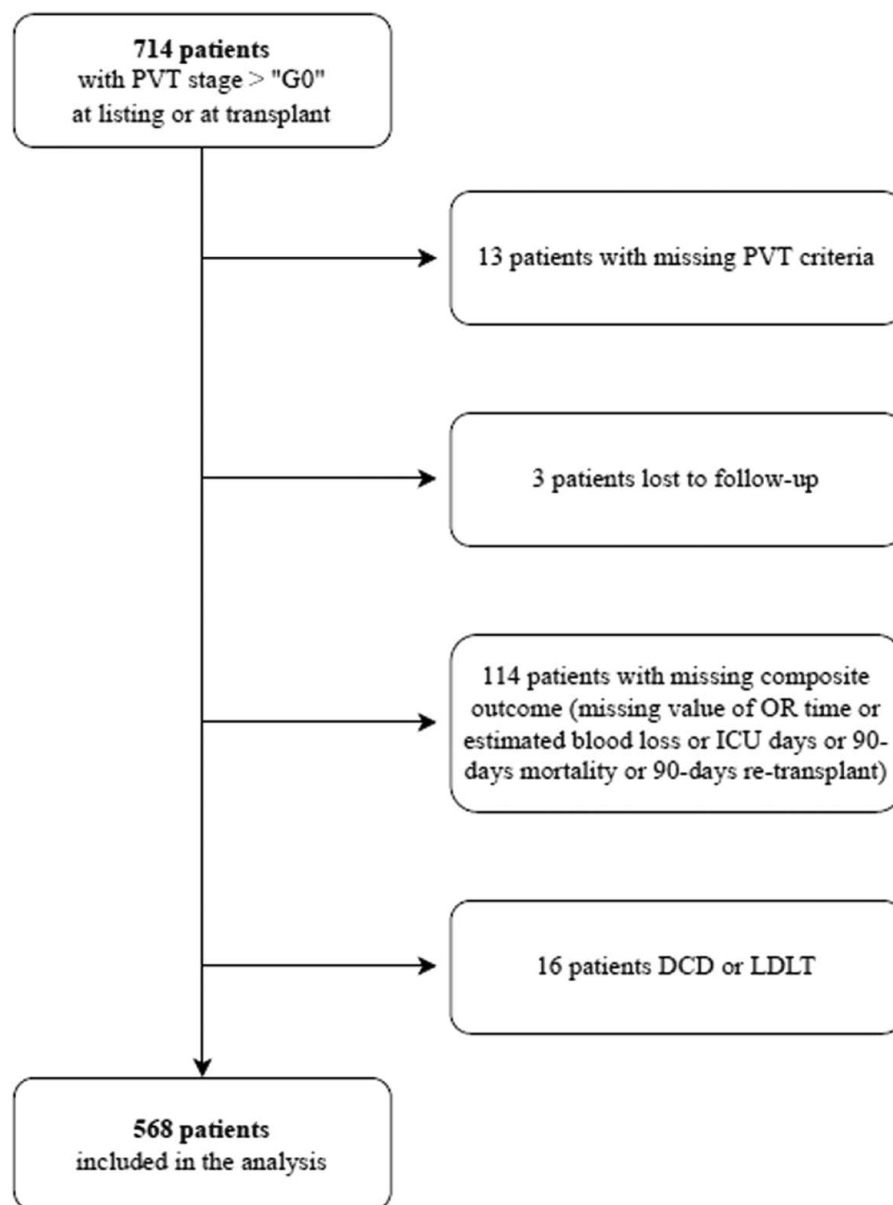 714 patients
with PVT stage > "G0"
at listing or at transplant
13 patients with missing PVT criteria
3 patients lost to follow-up
114 patients with missing composite
outcome (missing value of OR time or
estimated blood loss or ICU days or 90-
days mortality or 90-days re-transplant)
16 patients DCD or LDLT
568 patients
included in the analysis